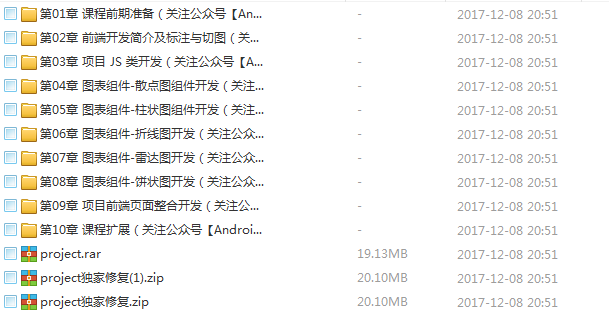 第01章 课程前期准备（关注公众号【An... - 2017-12-08 20:51
第02章 前端开发简介及标注与切图（关... - 2017-12-08 20:51
第03章 项目 JS 类开发（关注公众号【A... - 2017-12-08 20:51
第04章 图表组件-散点图组件开发（关注... - 2017-12-08 20:51
第05章 图表组件-柱状图组件开发（关注... - 2017-12-08 20:51
第06章 图表组件-折线图开发（关注公众... - 2017-12-08 20:51
第07章 图表组件-雷达图开发（关注公众... - 2017-12-08 20:51
第08章 图表组件-饼状图开发（关注公众... - 2017-12-08 20:51
第09章 项目前端页面整合开发（关注公... - 2017-12-08 20:51
第10章 课程扩展（关注公众号【Androi... - 2017-12-08 20:51
project.rar 19.13MB 2017-12-08 20:51
project独家修复(1).zip 20.10MB 2017-12-08 20:51
project独家修复.zip 20.10MB 2017-12-08 20:51